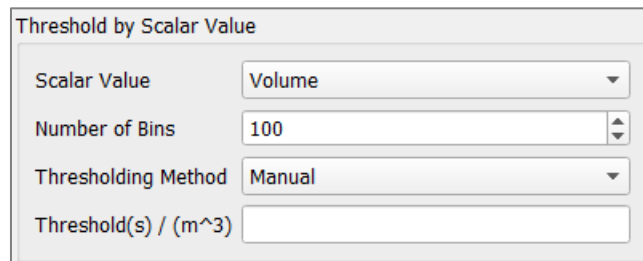 Threshold by Scalar Value
Scalar Value Volume
Number of Bins 100
Thresholding Method Manual
Threshold(s) / (m^3)